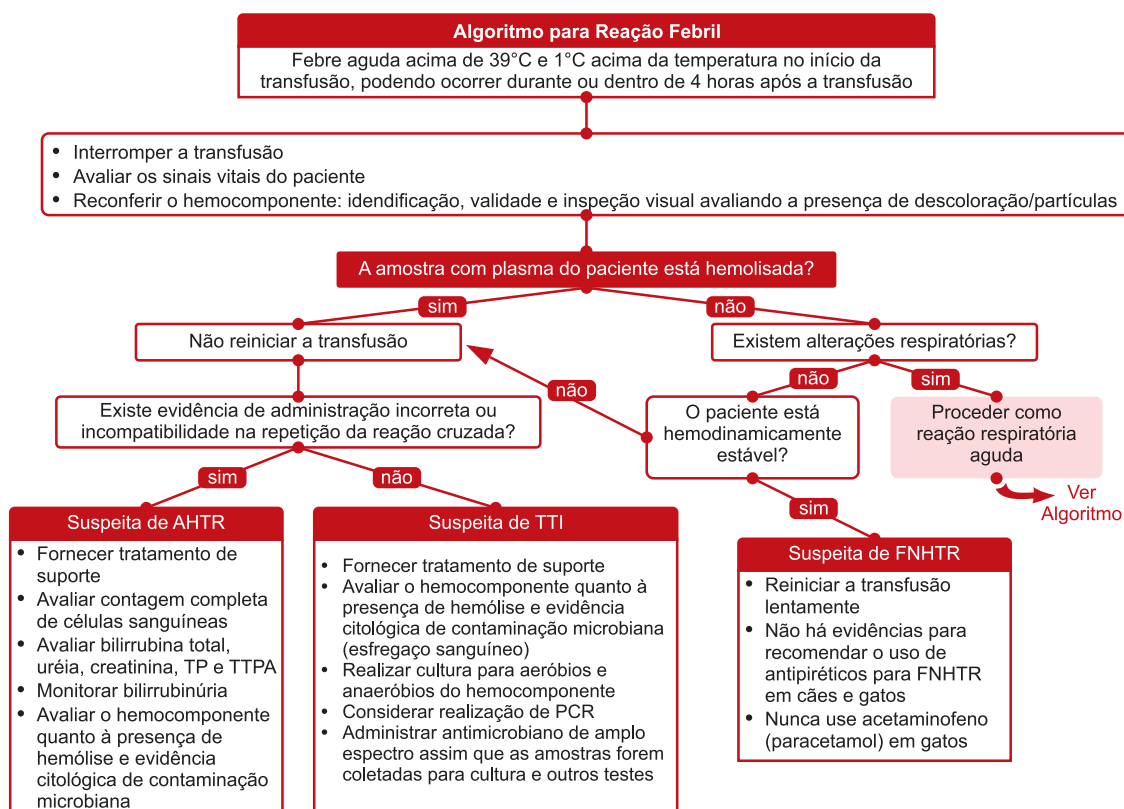 Algoritmo para Reação Febril
Febre aguda acima de 39°C e 1°C acima da temperatura no início da
transfusão, podendo ocorrer durante ou dentro de 4 horas após a transfusão
• Interromper a transfusão
• Avaliar os sinais vitais do paciente
• Reconferir o hemocomponente: identificação, validade e inspeção visual avaliando a presença de descoloração/partículas
A amostra com plasma do paciente está hemolisada?
sim
não
Não reiniciar a transfusão
Existem alterações respiratórias?
não
não
sim
Existe evidência de administração incorreta ou
incompatibilidade na repetição da reação cruzada?
O paciente está
hemodinamicamente
estável?
Proceder como
reação respiratória
aguda
Ver
Algoritmo
sim
não
sim
Suspeita de AHTR
• Fornecer tratamento de
suporte
• Avaliar contagem completa
de células sanguíneas
• Avaliar bilirrubina total,
uréia, creatinina, TP e TTPA
• Monitorar bilirrubinúria
• Avaliar o hemocomponente
quanto à presença de
hemólise e evidência
citológica de contaminação
microbiana
Suspeita de TTI
• Fornecer tratamento de suporte
• Avaliar o hemocomponente quanto à
presença de hemólise e evidência
citológica de contaminação microbiana
(esfregaço sanguíneo)
• Realizar cultura para aeróbios e
anaeróbios do hemocomponente
• Considerar realização de PCR
• Administrar antimicrobiano de amplo
espectro assim que as amostras forem
coletadas para cultura e outros testes
Suspeita de FNHTR
• Reiniciar a transfusão
lentamente
• Não há evidências para
recomendar o uso de
antipiréticos para FNHTR
em cães e gatos
• Nunca use acetaminofeno
(paracetamol) em gatos